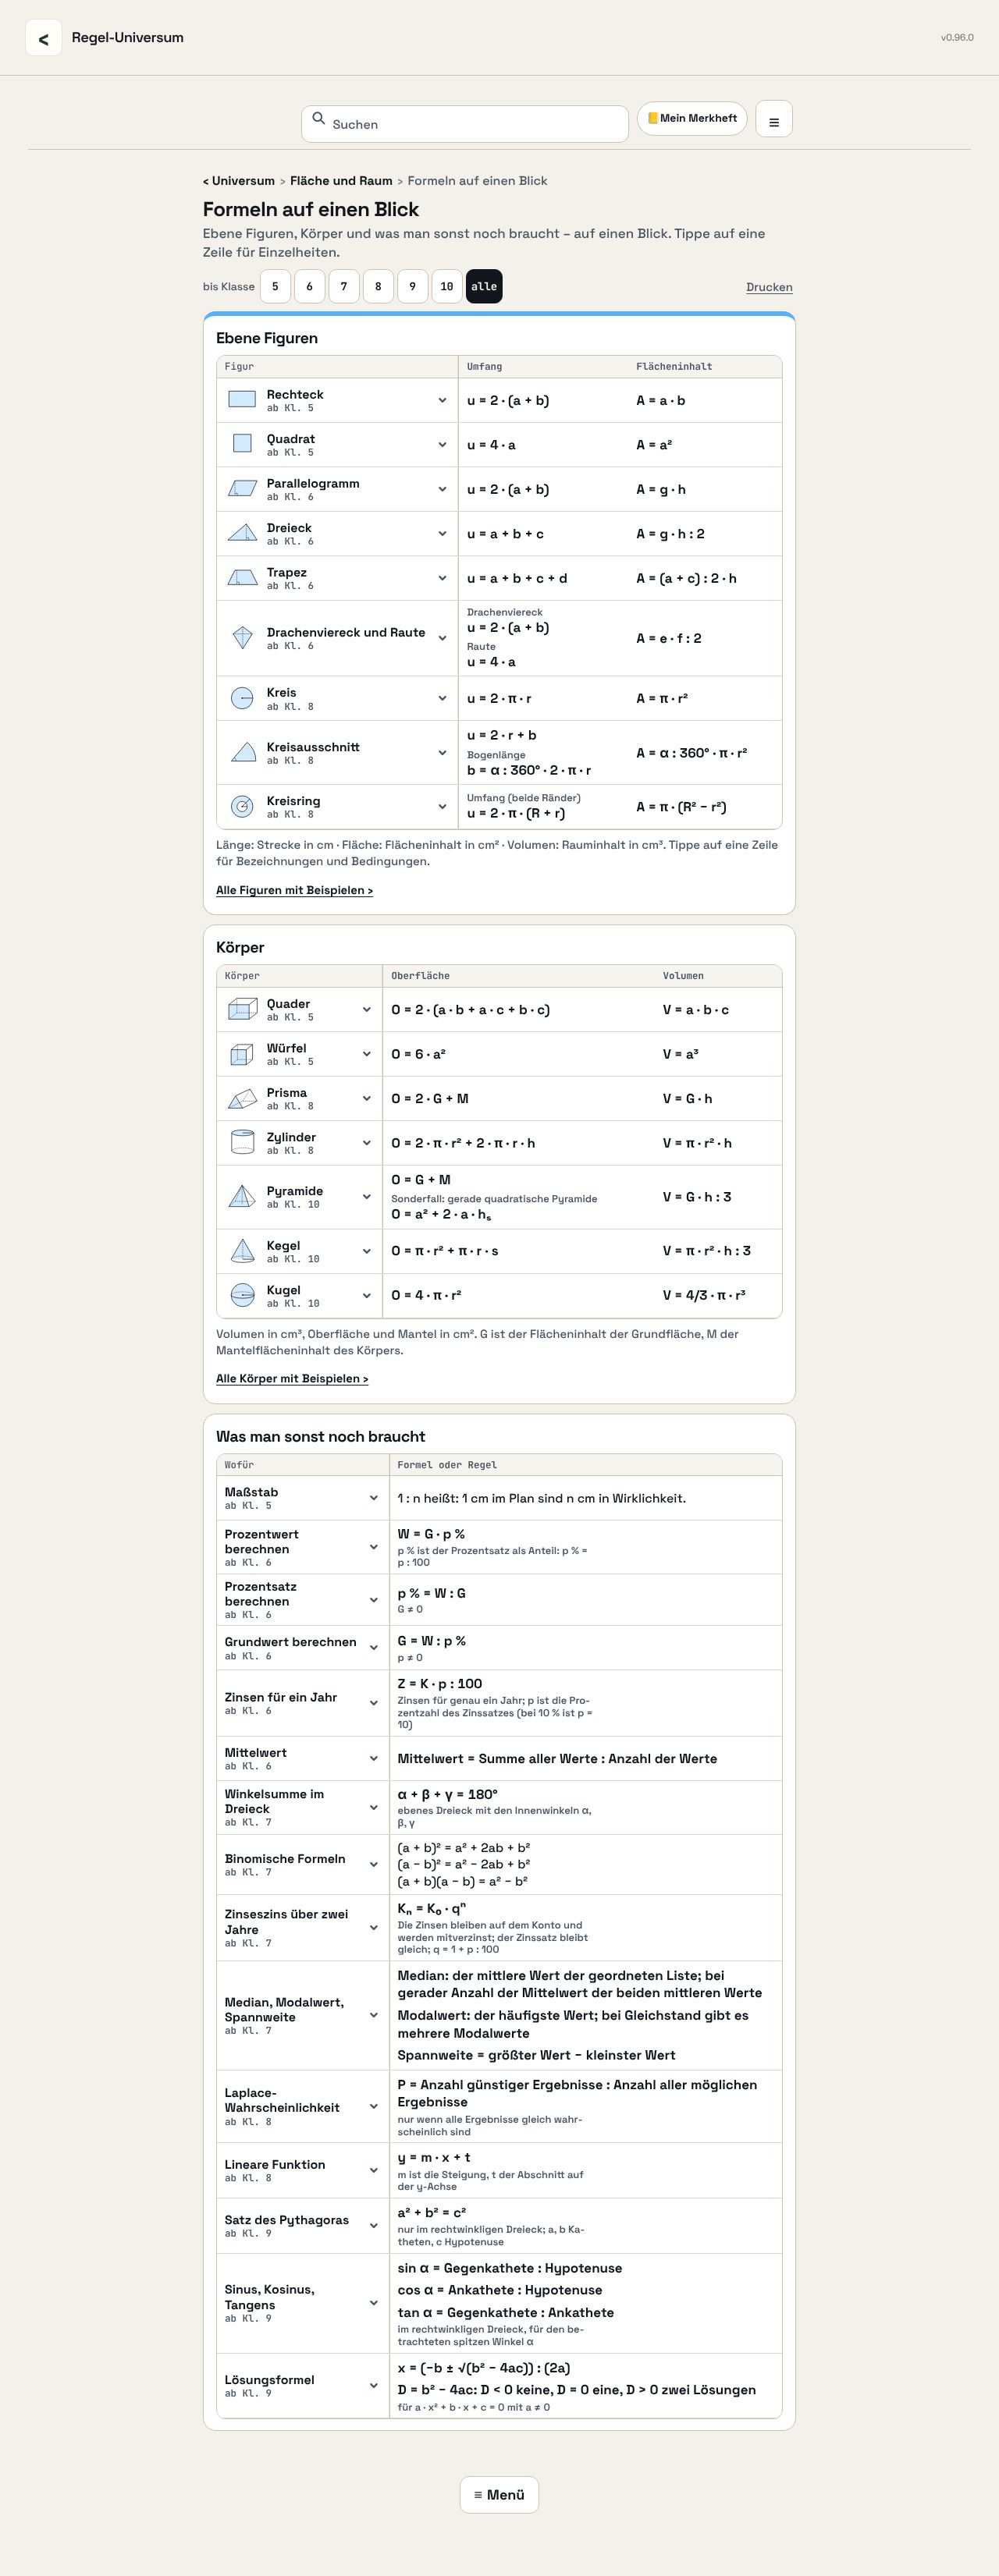 ‹ Regel-Universum v0.96.0
Suchen 📒Mein Merkheft ≡
‹ Universum > Fläche und Raum > Formeln auf einen Blick
Formeln auf einen Blick
Ebene Figuren, Körper und was man sonst noch braucht – auf einen Blick. Tippe auf eine
Zeile für Einzelheiten.
bis Klasse 5 6 7 8 9 10 alle Drucken
Ebene Figuren
Figur Umfang Flächeninhalt
Rechteck
ab Kl. 5
u = 2 · (a + b) A = a · b
Quadrat
ab Kl. 5
u = 4 · a A = a²
Parallelogramm
ab Kl. 6
u = 2 · (a + b) A = g · h
Dreieck
ab Kl. 6
u = a + b + c A = g · h : 2
Trapez
ab Kl. 6
u = a + b + c + d A = (a + c) : 2 · h
Drachenviereck und Raute
ab Kl. 6
Drachenviereck
u = 2 · (a + b)
Raute
u = 4 · a
A = e · f : 2
Kreis
ab Kl. 8
u = 2 · π · r A = π · r²
Kreisausschnitt
ab Kl. 8
u = 2 · r + b
Bogenlänge
b = α : 360° · 2 · π · r
A = α : 360° · π · r²
Kreisring
ab Kl. 8
Umfang (beide Ränder)
u = 2 · π · (R + r)
A = π · (R² − r²)
Länge: Strecke in cm · Fläche: Flächeninhalt in cm² · Volumen: Rauminhalt in cm³. Tippe auf eine Zeile
für Bezeichnungen und Bedingungen.
Alle Figuren mit Beispielen ›
Körper
Körper Oberfläche Volumen
Quader
ab Kl. 5
O = 2 · (a · b + a · c + b · c) V = a · b · c
Würfel
ab Kl. 5
O = 6 · a² V = a³
Prisma
ab Kl. 8
O = 2 · G + M V = G · h
Zylinder
ab Kl. 8
O = 2 · π · r² + 2 · π · r · h V = π · r² · h
Pyramide
ab Kl. 10
O = G + M
Sonderfall: gerade quadratische Pyramide
O = a² + 2 · a · hₛ
V = G · h : 3
Kegel
ab Kl. 10
O = π · r² + π · r · s V = π · r² · h : 3
Kugel
ab Kl. 10
O = 4 · π · r² V = 4/3 · π · r³
Volumen in cm³, Oberfläche und Mantel in cm². G ist der Flächeninhalt der Grundfläche, M der
Mantelflächeninhalt des Körpers.
Alle Körper mit Beispielen ›
Was man sonst noch braucht
Wofür Formel oder Regel
Maßstab
ab Kl. 5
1 : n heißt: 1 cm im Plan sind n cm in Wirklichkeit.
Prozentwert
berechnen
ab Kl. 6
W = G · p %
p % ist der Prozentsatz als Anteil: p % =
p : 100
Prozentsatz
berechnen
ab Kl. 6
p % = W : G
G ≠ 0
Grundwert berechnen
ab Kl. 6
G = W : p %
p ≠ 0
Zinsen für ein Jahr
ab Kl. 6
Z = K · p : 100
Zinsen für genau ein Jahr; p ist die Pro-
zentzahl des Zinssatzes (bei 10 % ist p =
10)
Mittelwert
ab Kl. 6
Mittelwert = Summe aller Werte : Anzahl der Werte
Winkelsumme im
Dreieck
ab Kl. 7
α + β + γ = 180°
ebenes Dreieck mit den Innenwinkeln α,
β, γ
Binomische Formeln
ab Kl. 7
(a + b)² = a² + 2ab + b²
(a − b)² = a² − 2ab + b²
(a + b)(a − b) = a² − b²
Zinseszins über zwei
Jahre
ab Kl. 7
Kₙ = K₀ · qⁿ
Die Zinsen bleiben auf dem Konto und
werden mitverzinst; der Zinssatz bleibt
gleich; q = 1 + p : 100
Median, Modalwert,
Spannweite
ab Kl. 7
Median: der mittlere Wert der geordneten Liste; bei
gerader Anzahl der Mittelwert der beiden mittleren Werte
Modalwert: der häufigste Wert; bei Gleichstand gibt es
mehrere Modalwerte
Spannweite = größter Wert − kleinster Wert
Laplace-
Wahrscheinlichkeit
ab Kl. 8
P = Anzahl günstiger Ergebnisse : Anzahl aller möglichen
Ergebnisse
nur wenn alle Ergebnisse gleich wahr-
scheinlich sind
Lineare Funktion
ab Kl. 8
y = m · x + t
m ist die Steigung, t der Abschnitt auf
der y-Achse
Satz des Pythagoras
ab Kl. 9
a² + b² = c²
nur im rechtwinkligen Dreieck; a, b Ka-
theten, c Hypotenuse
Sinus, Kosinus,
Tangens
ab Kl. 9
sin α = Gegenkathete : Hypotenuse
cos α = Ankathete : Hypotenuse
tan α = Gegenkathete : Ankathete
im rechtwinkligen Dreieck, für den be-
trachteten spitzen Winkel α
Lösungsformel
ab Kl. 9
x = (−b ± √(b² − 4ac)) : (2a)
D = b² − 4ac: D < 0 keine, D = 0 eine, D > 0 zwei Lösungen
für a · x² + b · x + c = 0 mit a ≠ 0
≡ Menü